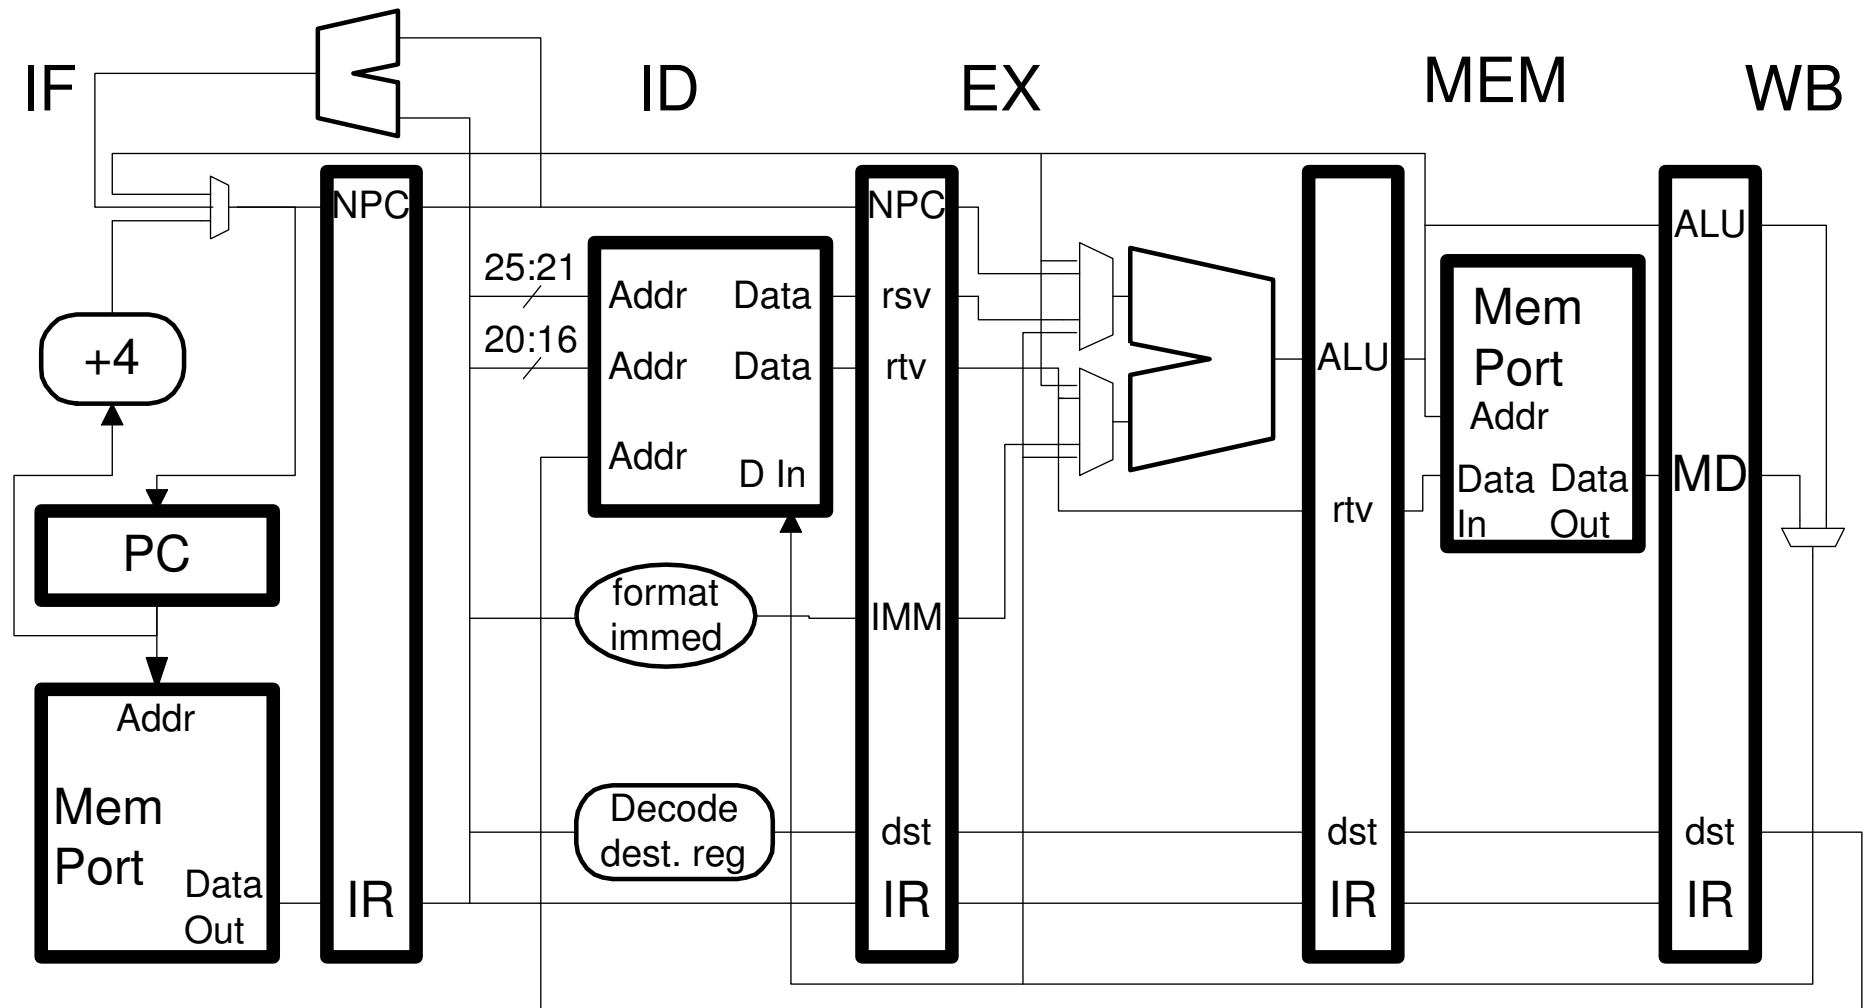 IF
ID
EX
MEM
WB
NPC
NPC
ALU
25:21
Addr
Data
rsv
Mem
Port
20:16
Addr
Data
rtv
ALU
Addr
+4
Addr
D In
MD
Data
In
Data
Out
rtv
PC
format
immed
IMM
Addr
Mem
Port
Data
Out
Decode
dest. reg
dst
dst
dst
IR
IR
IR
IR